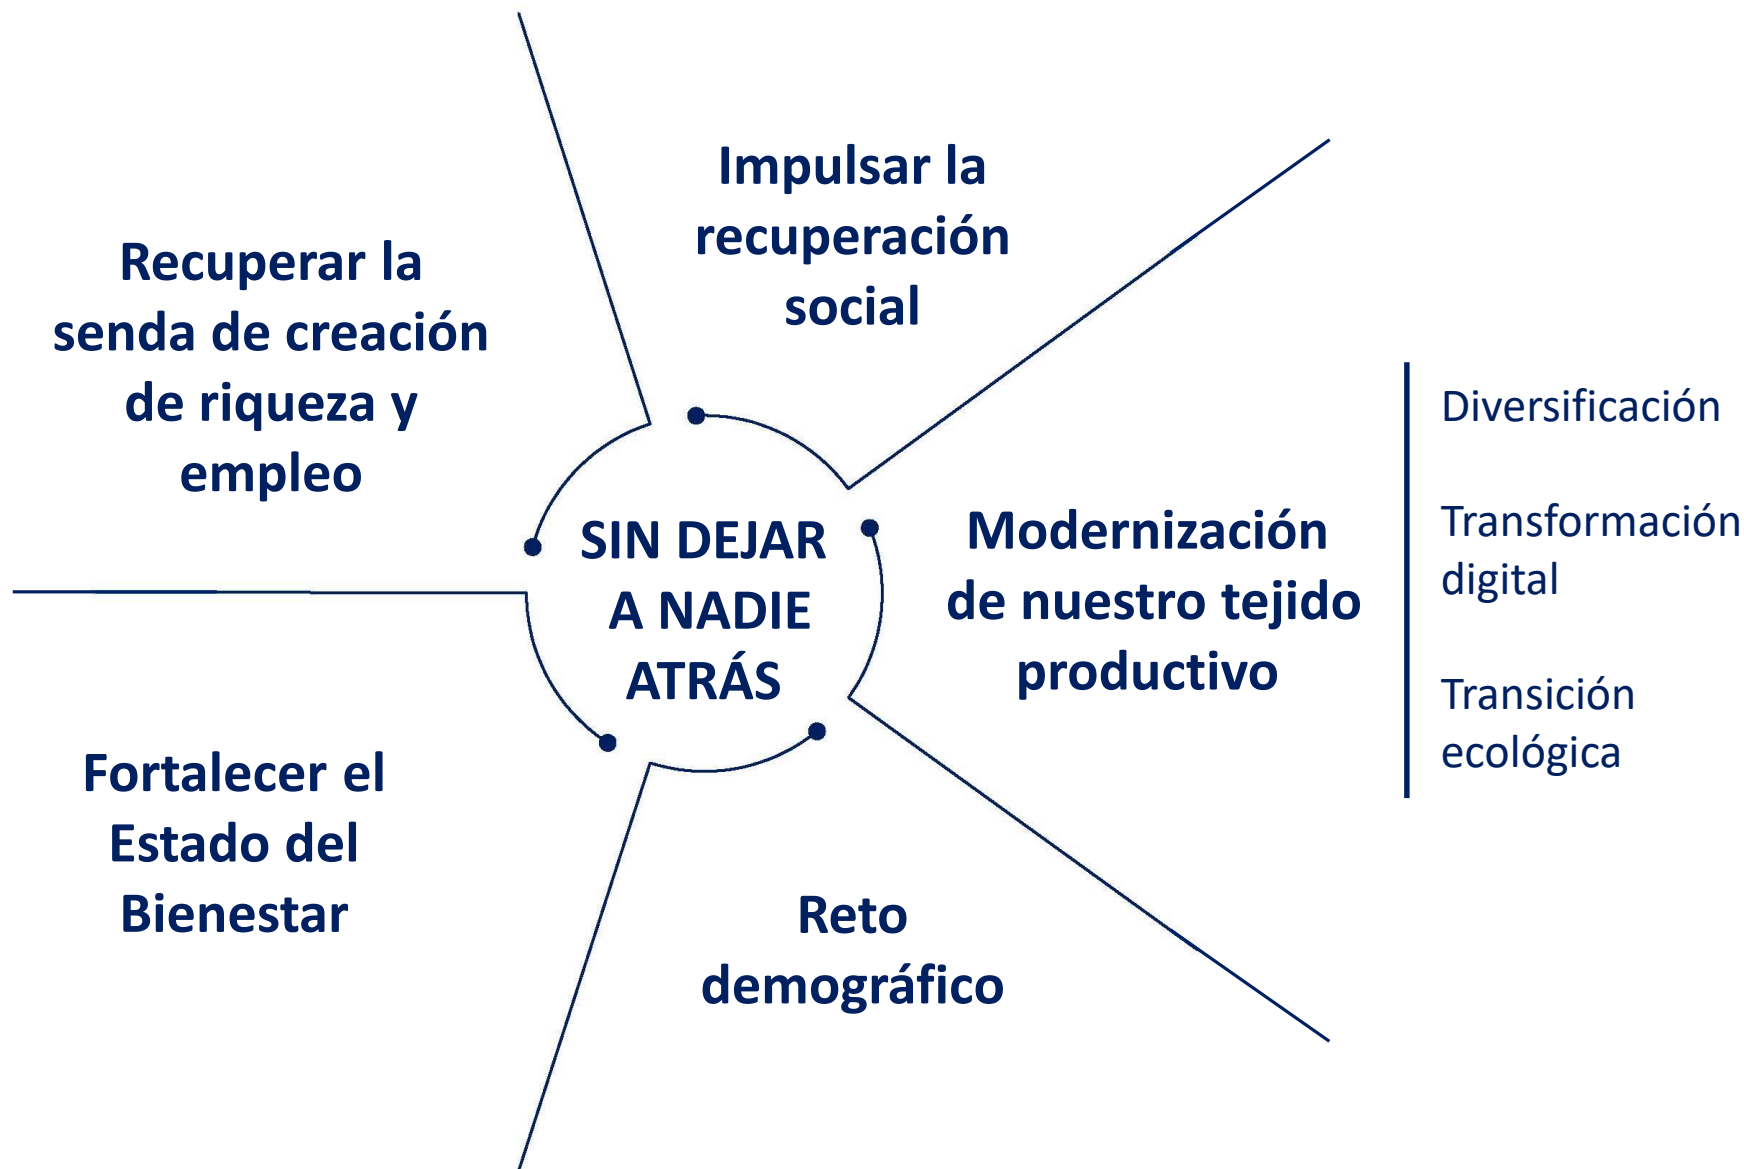 Impulsar la
recuperación
social
Recuperar la
senda de creación
de riqueza y
empleo
SIN DEJAR
A NADIE
ATRÁS
Modernización
de nuestro tejido
productivo
Diversificación
Transformación
digital
Transición
ecológica
Fortalecer el
Estado del
Bienestar
Reto
demográfico